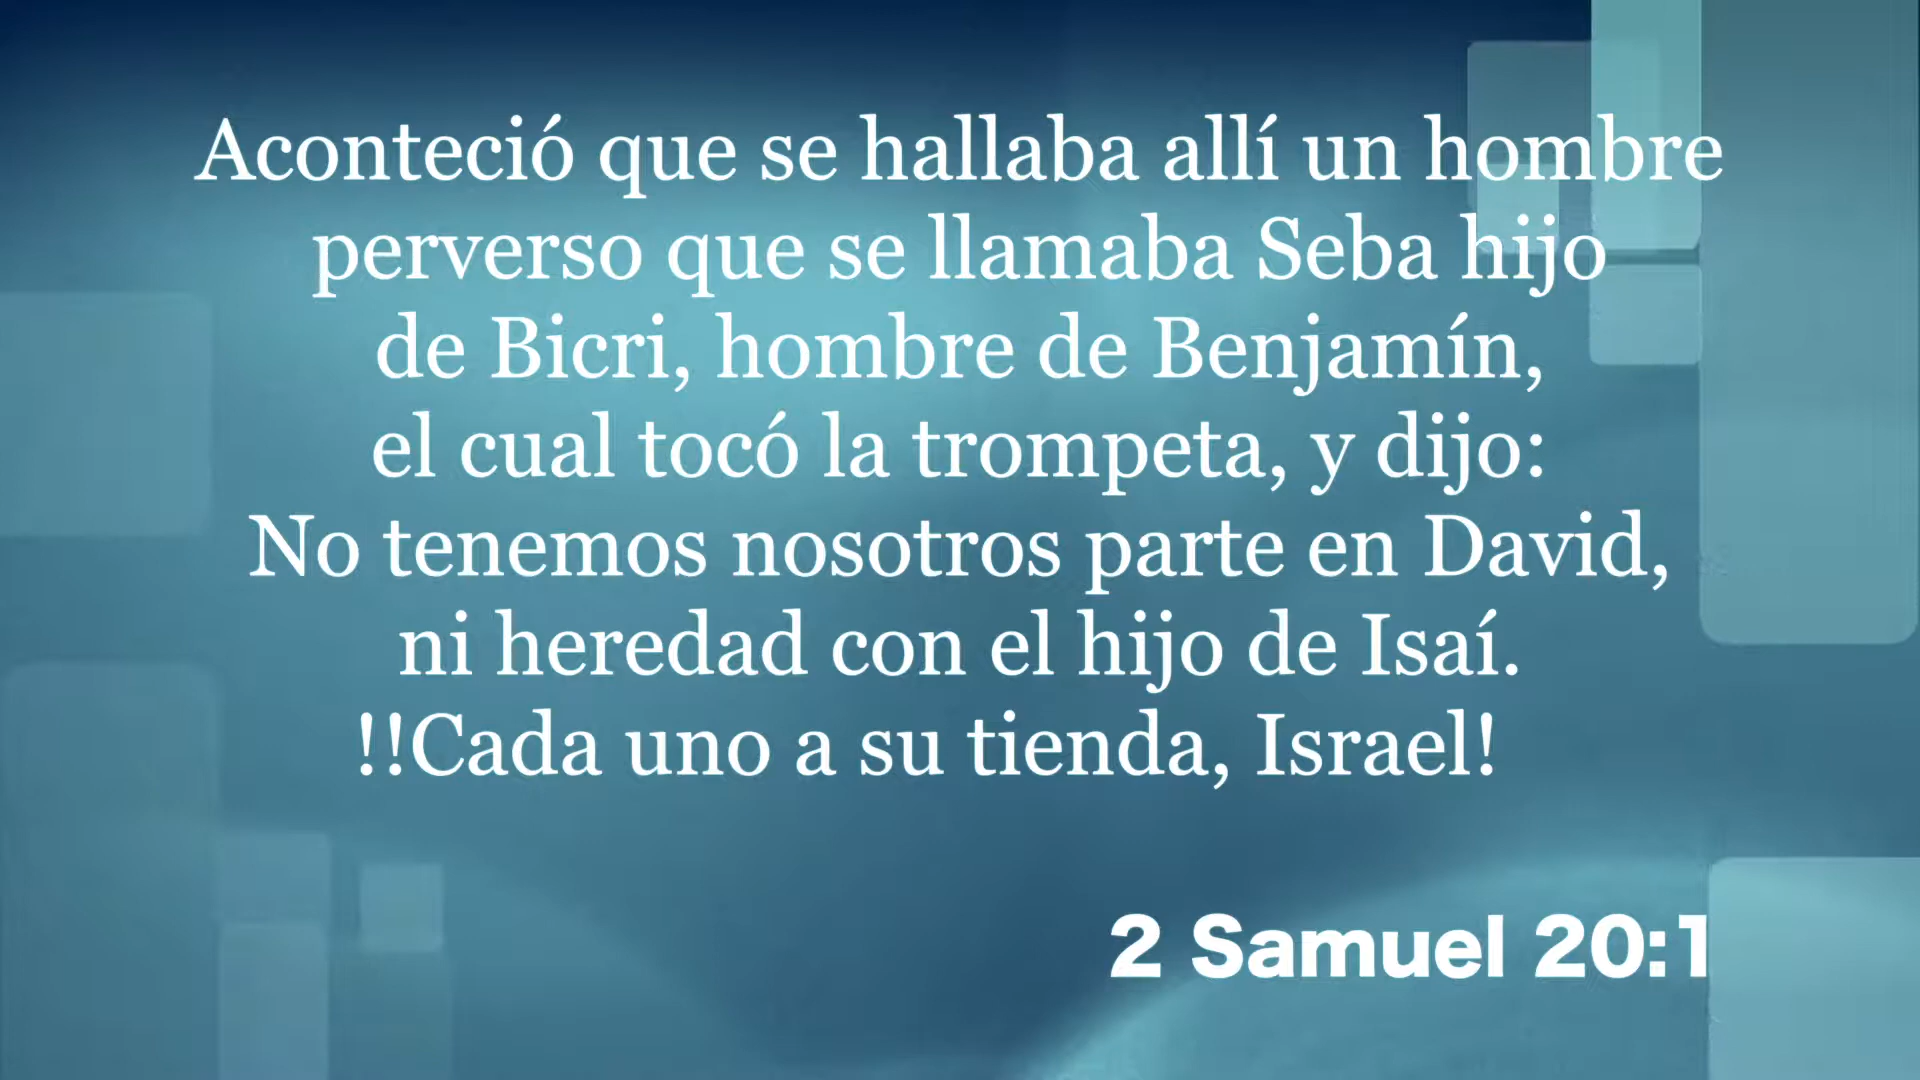 Aconteció que se hallaba allí un hombre
perverso que se llamaba Seba hijo
de Bicri, hombre de Benjamín,
el cual tocó la trompeta, y dijo:
No tenemos nosotros parte en David,
ni heredad con el hijo de Isaí.
!!Cada uno a su tienda, Israel!
2 Samuel 20:1